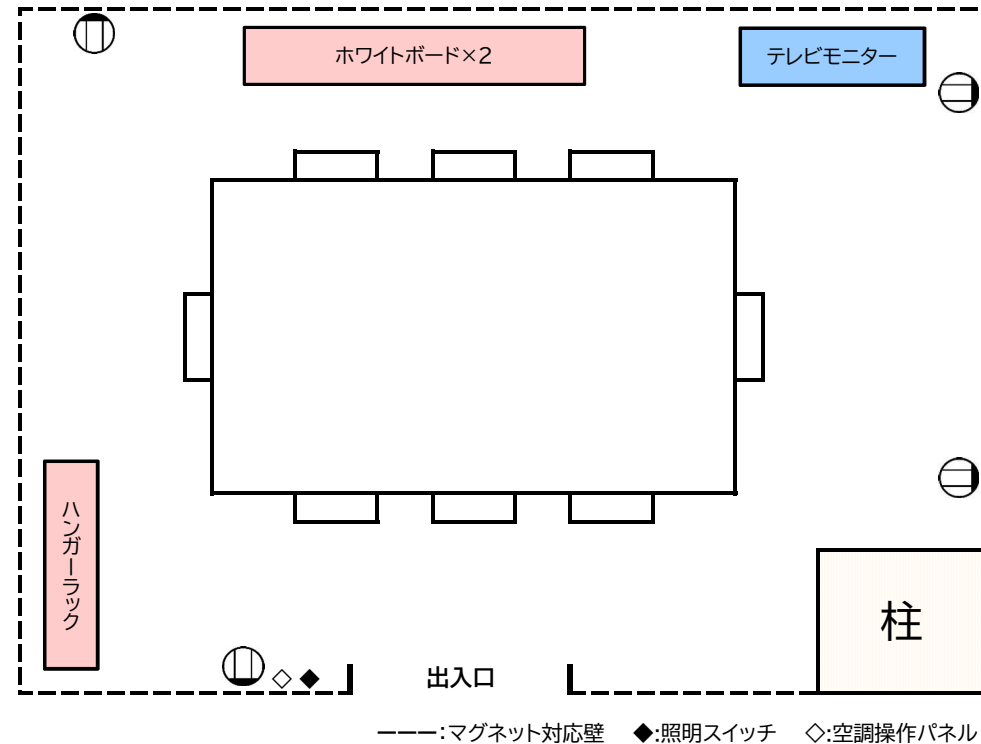 ホワイトボード×2
テレビモニター
ハンガーラック
柱
出入口
ーーー:マグネット対応壁 ◆:照明スイッチ ◇:空調操作パネル